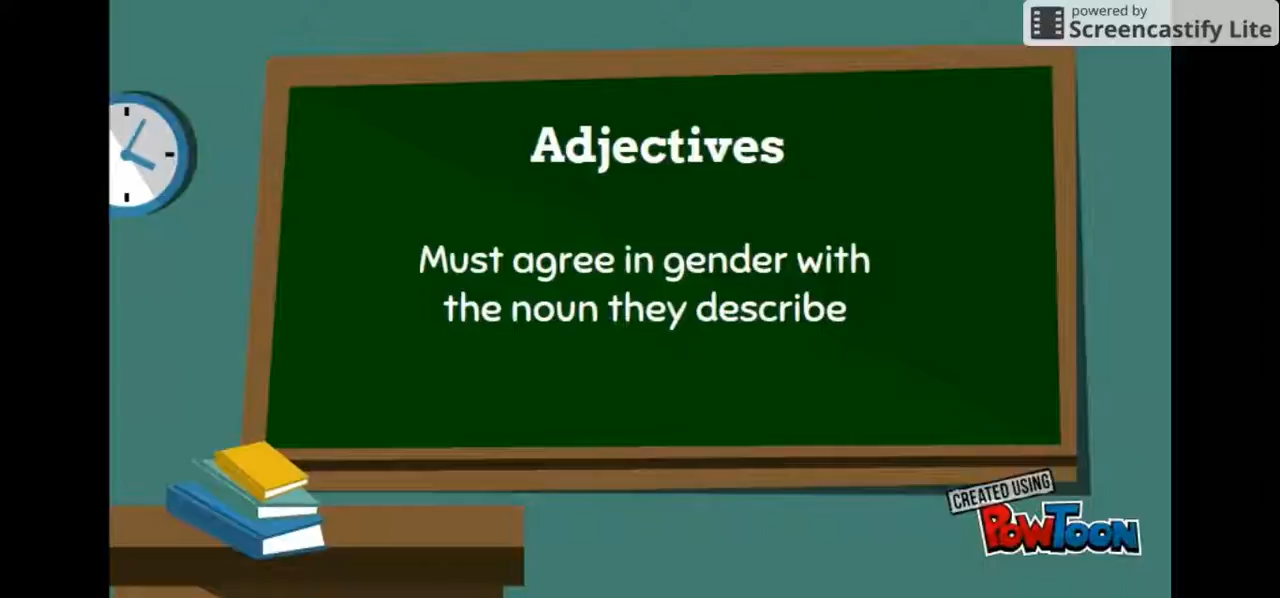 powered by
Screencastify Lite
Adjectives
Must agree in gender with
the noun they describe
CREATED USING
POWTOON